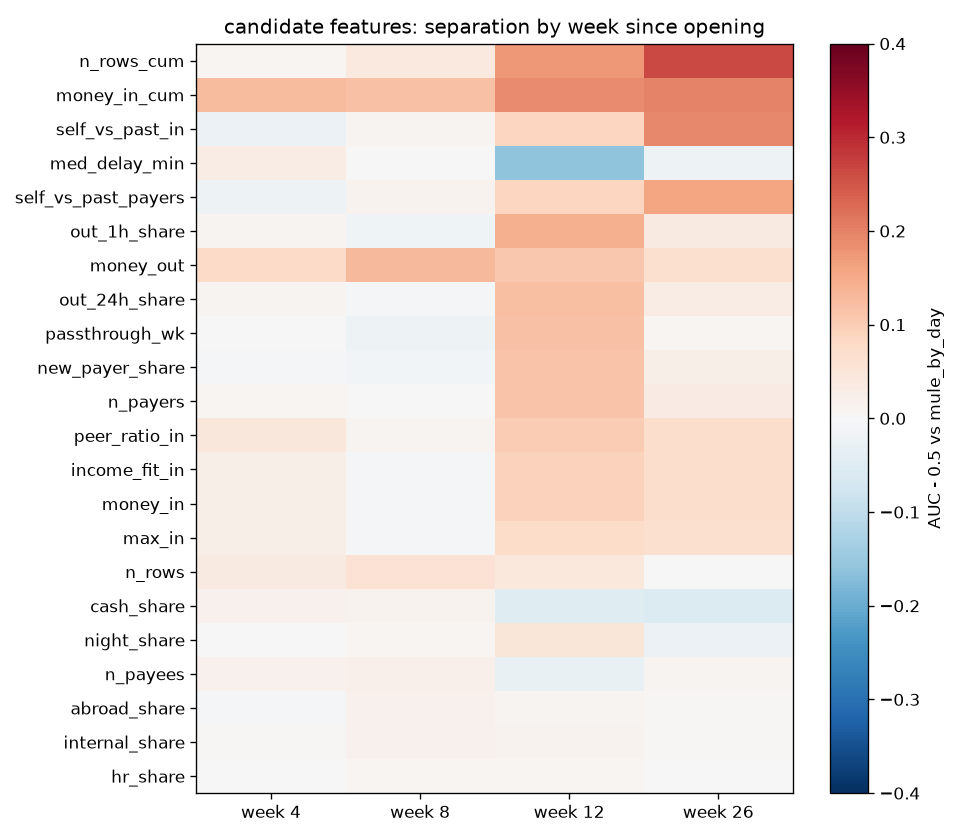 candidate features: separation by week since opening
n_rows_cum
money_in_cum
self_vs_past_in
med_delay_min
self_vs_past_payers
out_1h_share
money_out
out_24h_share
passthrough_wk
new_payer_share
n_payers
peer_ratio_in
income_fit_in
money_in
max_in
n_rows
cash_share
night_share
n_payees
abroad_share
internal_share
hr_share
week 4
week 8
week 12
week 26
0.4
0.3
0.2
0.1
0.0
−0.1
−0.2
−0.3
−0.4
AUC - 0.5 vs mule_by_day